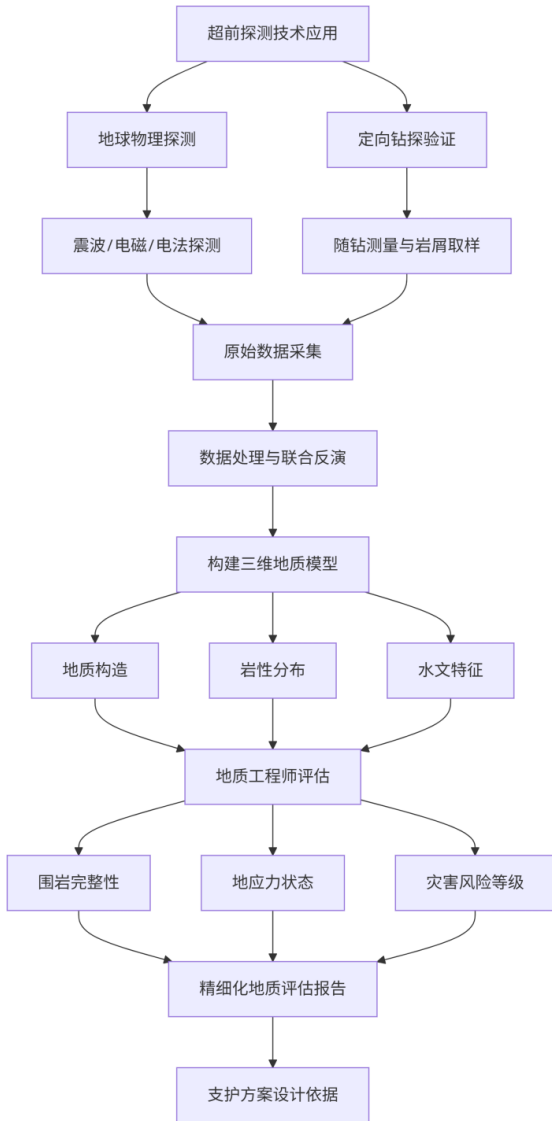 超前探测技术应用
地球物理探测
定向钻探验证
震波/电磁/电法探测
随钻测量与岩屑取样
原始数据采集
数据处理与联合反演
构建三维地质模型
地质构造
岩性分布
水文特征
地质工程师评估
围岩完整性
地应力状态
灾害风险等级
精细化地质评估报告
支护方案设计依据